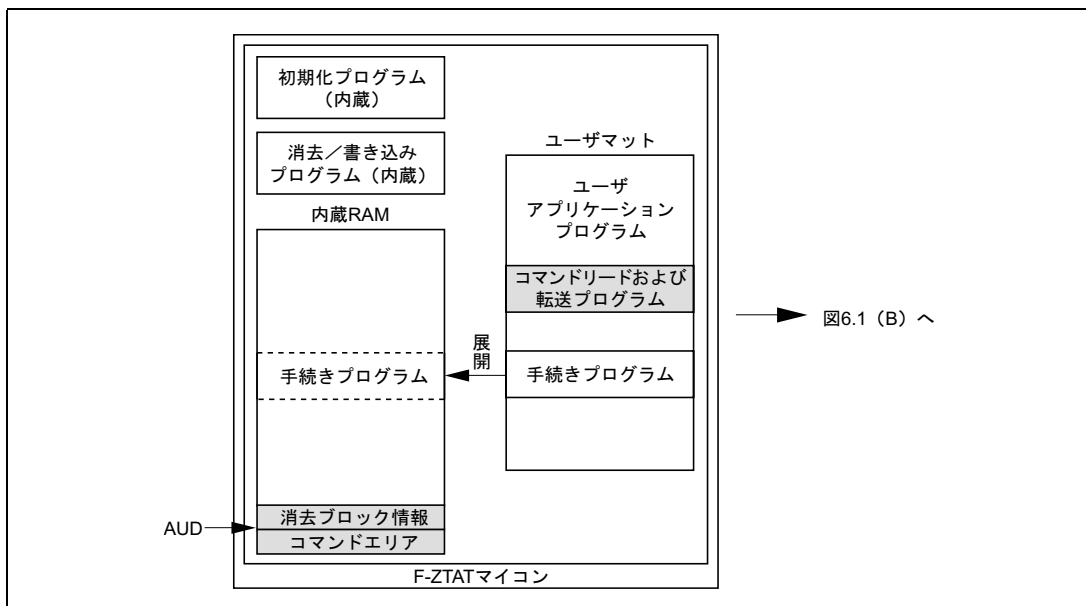 初期化プログラム
（内蔵）
消去／書き込み
プログラム（内蔵）
内蔵RAM
手続きプログラム
消去ブロック情報
コマンドエリア
AUD
展開
ユーザマット
ユーザ
アプリケーション
プログラム
コマンドリードおよび
転送プログラム
手続きプログラム
図6.1（B）へ
F-ZTATマイコン